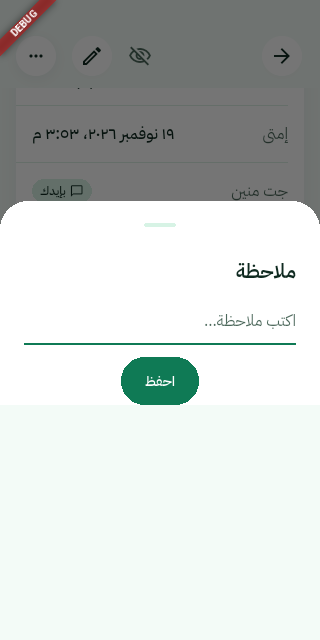 DEBUG
إمتى
١٩ نوفمبر ٢٠٢٦، ٣:٥٣ م
جت منين
بإيدك
ملاحظة
اكتب ملاحظة...
احفظ